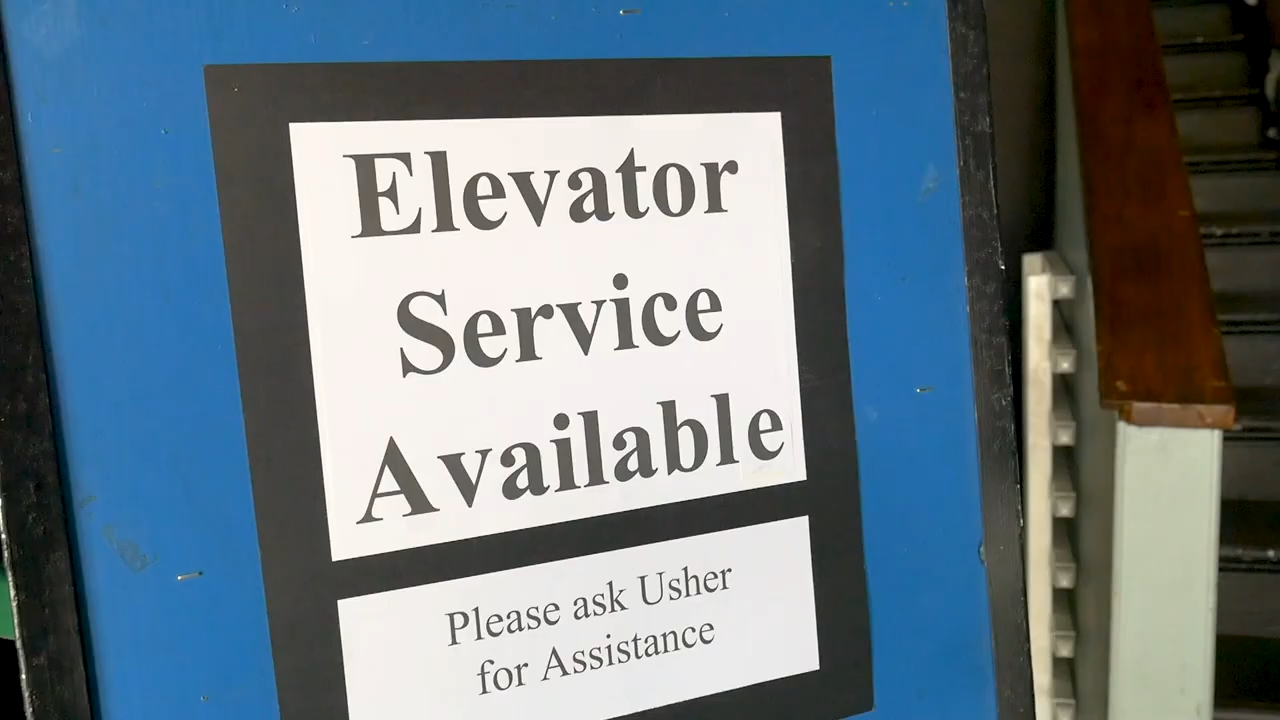 Elevator
Service
Available
Please ask Usher
for Assistance